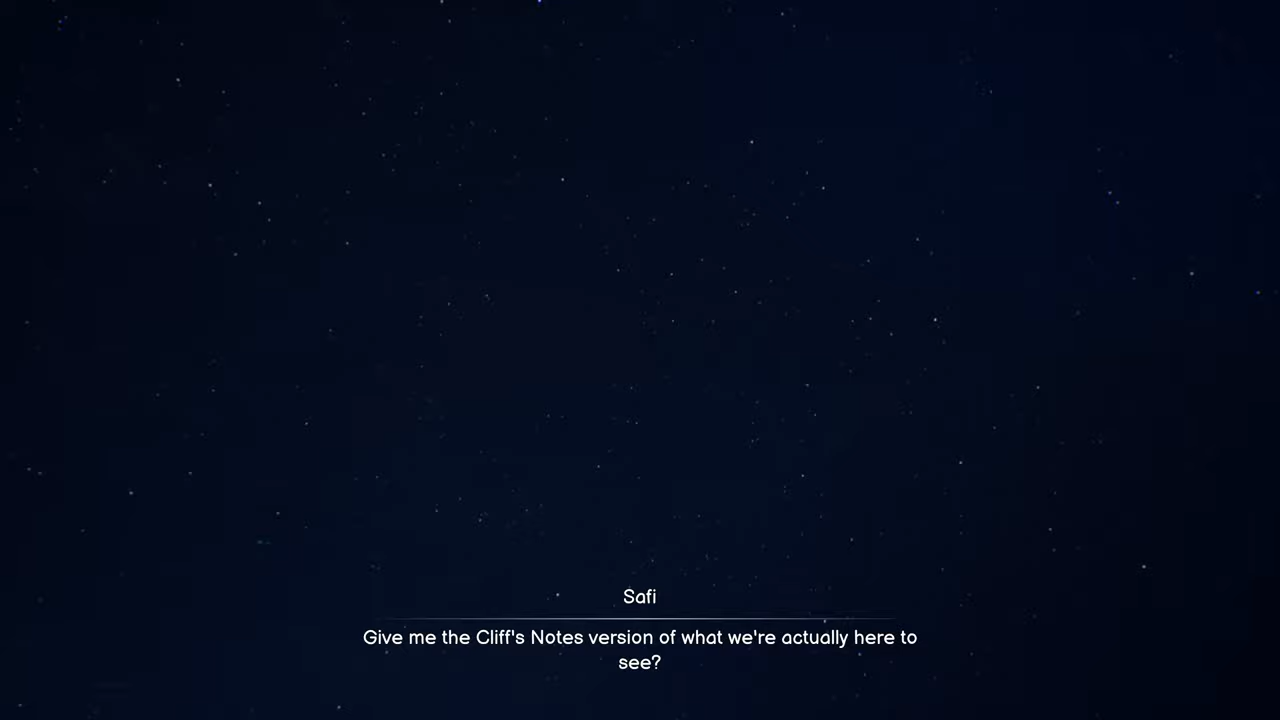 Safi
Give me the Cliff's Notes version of what we're actually here to
see?